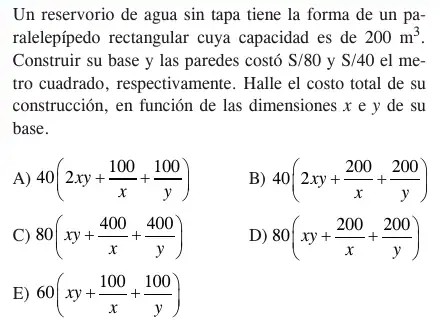 Un reservorio de agua sin tapa tiene la forma de un pa-
ralelepípedo rectangular cuya capacidad es de 200 m³.
Construir su base y las paredes costó S/80 y S/40 el me-
tro cuadrado, respectivamente. Halle el costo total de su
construcción, en función de las dimensiones x e y de su
base.
A) 40(2xy + 100/x + 100/y) B) 40(2xy + 200/x + 200/y)
C) 80(xy + 400/x + 400/y) D) 80(xy + 200/x + 200/y)
E) 60(xy + 100/x + 100/y)